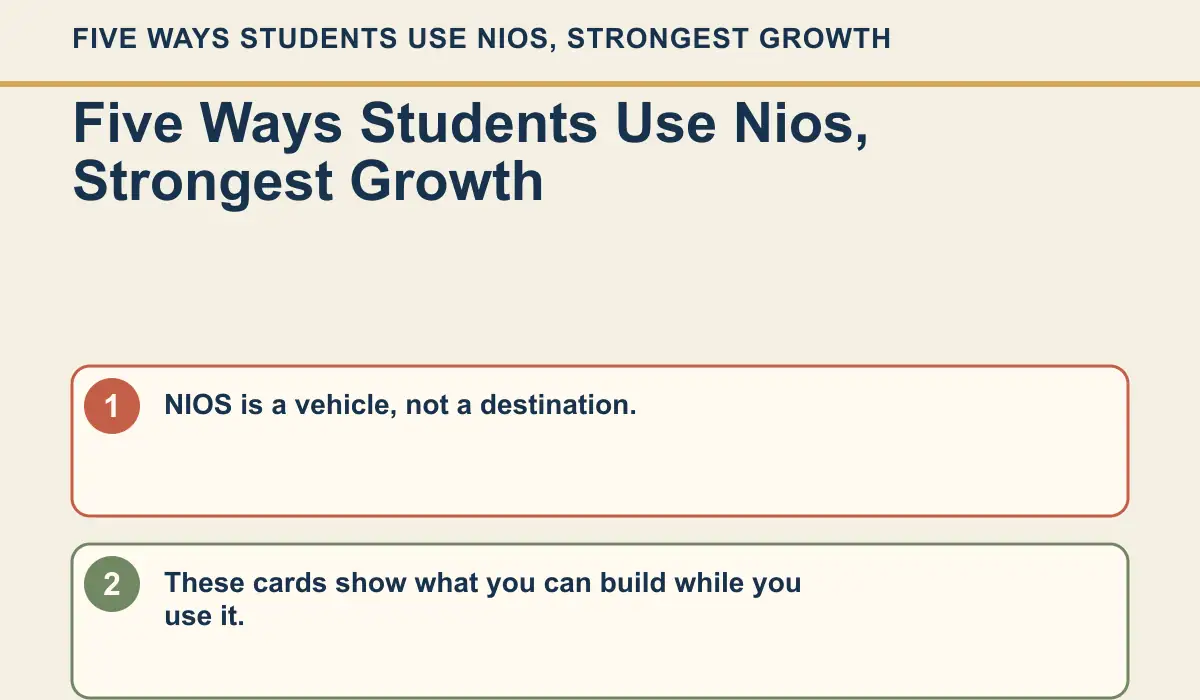 FIVE WAYS STUDENTS USE NIOS, STRONGEST GROWTH
Five Ways Students Use Nios,
Strongest Growth
1
NIOS is a vehicle, not a destination.
2
These cards show what you can build while you
use it.